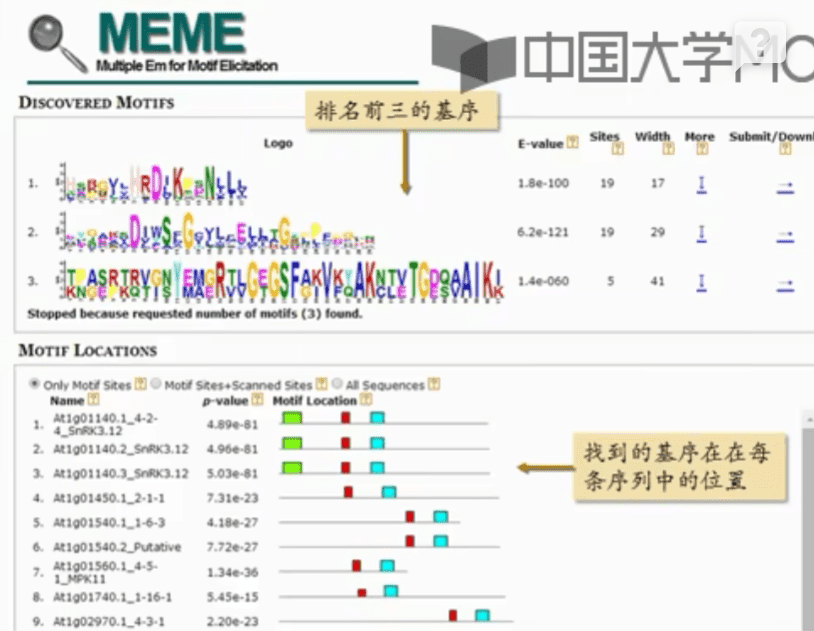 MEME
Multiple Em for Motif Elicitation
中国大学MO
?
DISCOVERED MOTIFS
排名前三的基序
Logo E-value ? Sites ? Width ? More ? Submit/Downl
1. 1.8e-100 19 17 ↓ →
2. 6.2e-121 19 29 ↓ →
3. 1.4e-060 5 41 ↓ →
Stopped because requested number of motifs (3) found.
MOTIF LOCATIONS
Only Motif Sites ? Motif Sites+Scanned Sites ? All Sequences ?
Name ? p-value ? Motif Location ?
1. At1g01140.1_4-2-4_SnRK3.12 4.89e-81
2. At1g01140.2_SnRK3.12 4.96e-81
3. At1g01140.3_SnRK3.12 5.03e-81
找到的基序在在每
条序列中的位置
4. At1g01450.1_2-1-1 7.31e-23
5. At1g01540.1_1-6-3 4.18e-27
6. At1g01540.2_Putative 7.72e-27
7. At1g01560.1_4-5-1_MPK11 1.34e-36
8. At1g01740.1_1-16-1 5.45e-15
9. At1g02970.1_4-3-1 2.20e-23